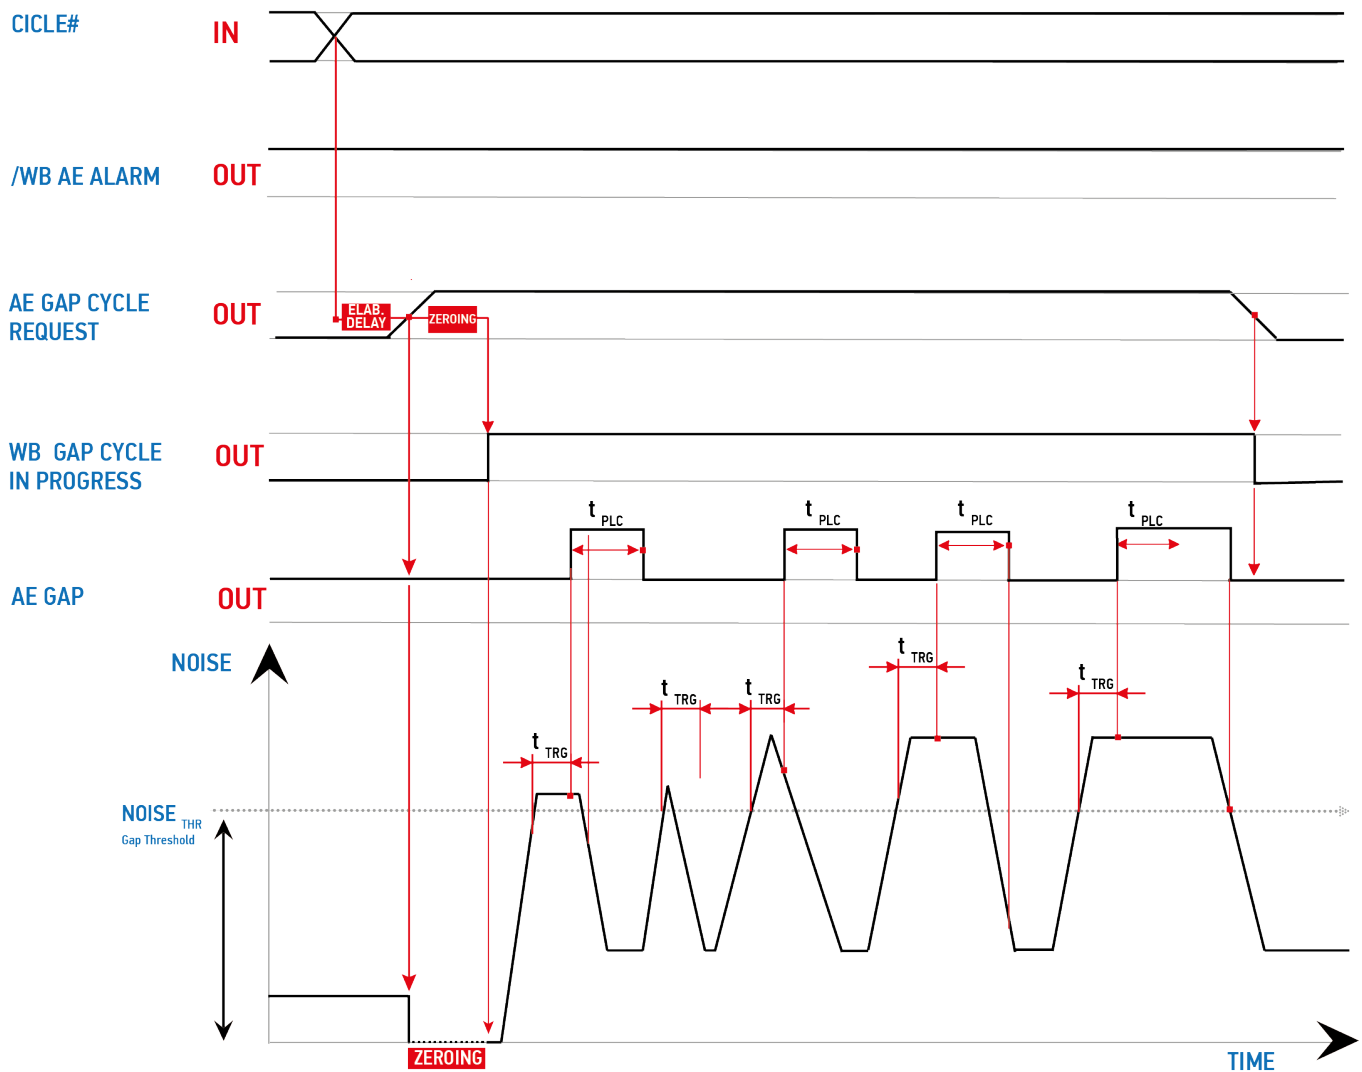 CICLE#
IN
/WB AE ALARM
OUT
AE GAP CYCLE
REQUEST
OUT
ELAB.
DELAY
ZEROING
WB GAP CYCLE
IN PROGRESS
OUT
t PLC
t PLC
t PLC
t PLC
AE GAP
OUT
NOISE
t TRG
t TRG
t TRG
t TRG
t TRG
t TRG
NOISE THR
Gap Threshold
ZEROING
TIME